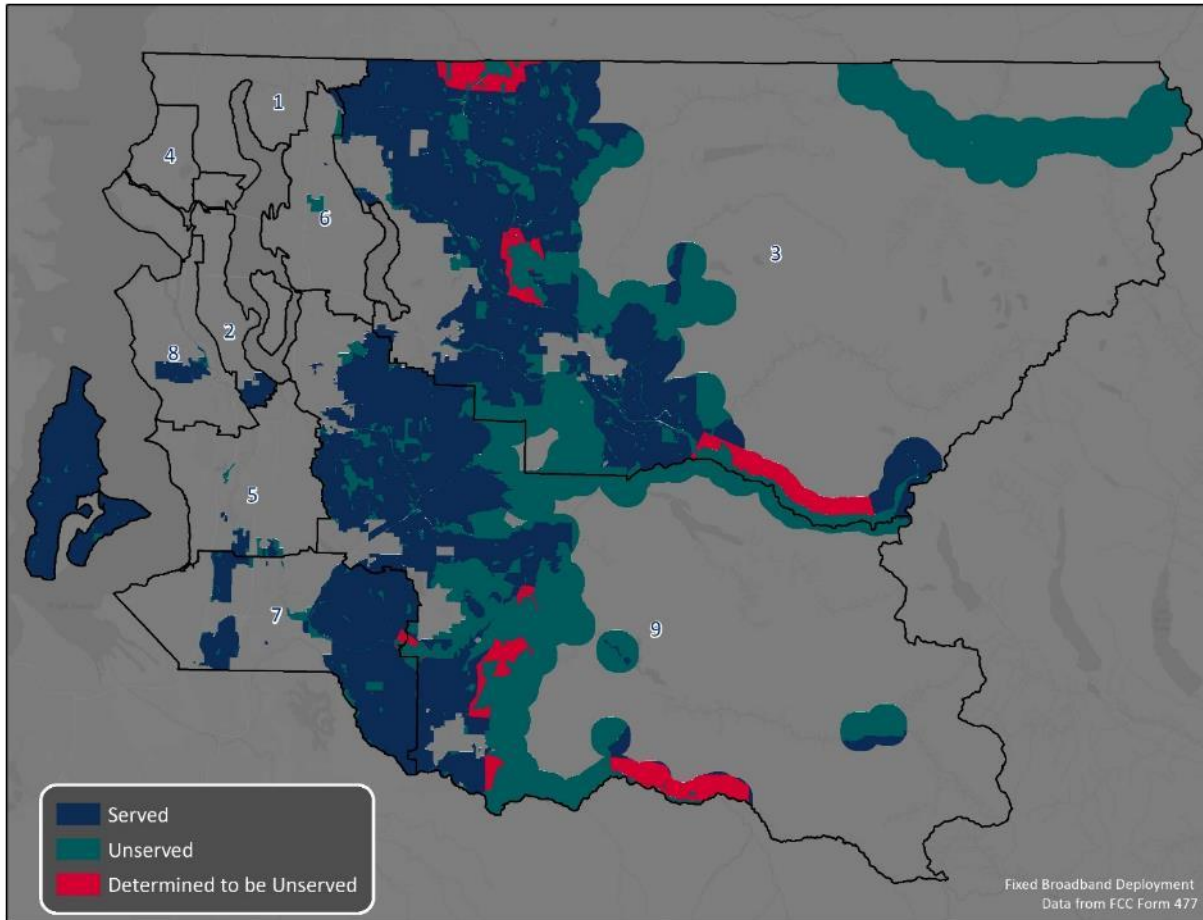 1
4
6
3
2
8
5
7
9
Served
Unserved
Determined to be Unserved
Fixed Broadband Deployment
Data from FCC Form 477